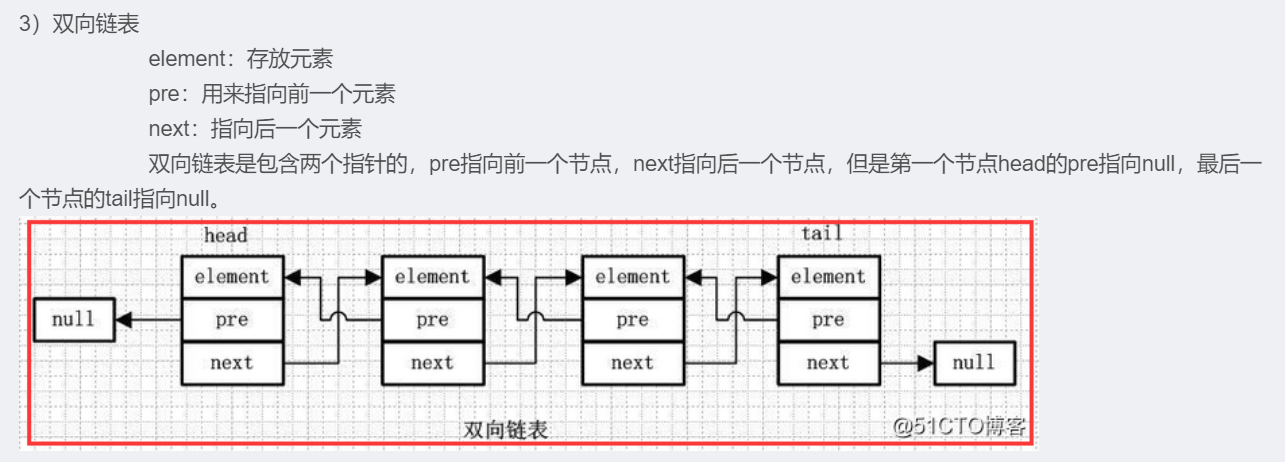 3）双向链表
element：存放元素
pre：用来指向前一个元素
next：指向后一个元素
双向链表是包含两个指针的，pre指向前一个节点，next指向后一个节点，但是第一个节点head的pre指向null，最后一
个节点的tail指向null。
head tail
element element element element
null pre pre pre pre
next next next next null
双向链表
@51CTO博客